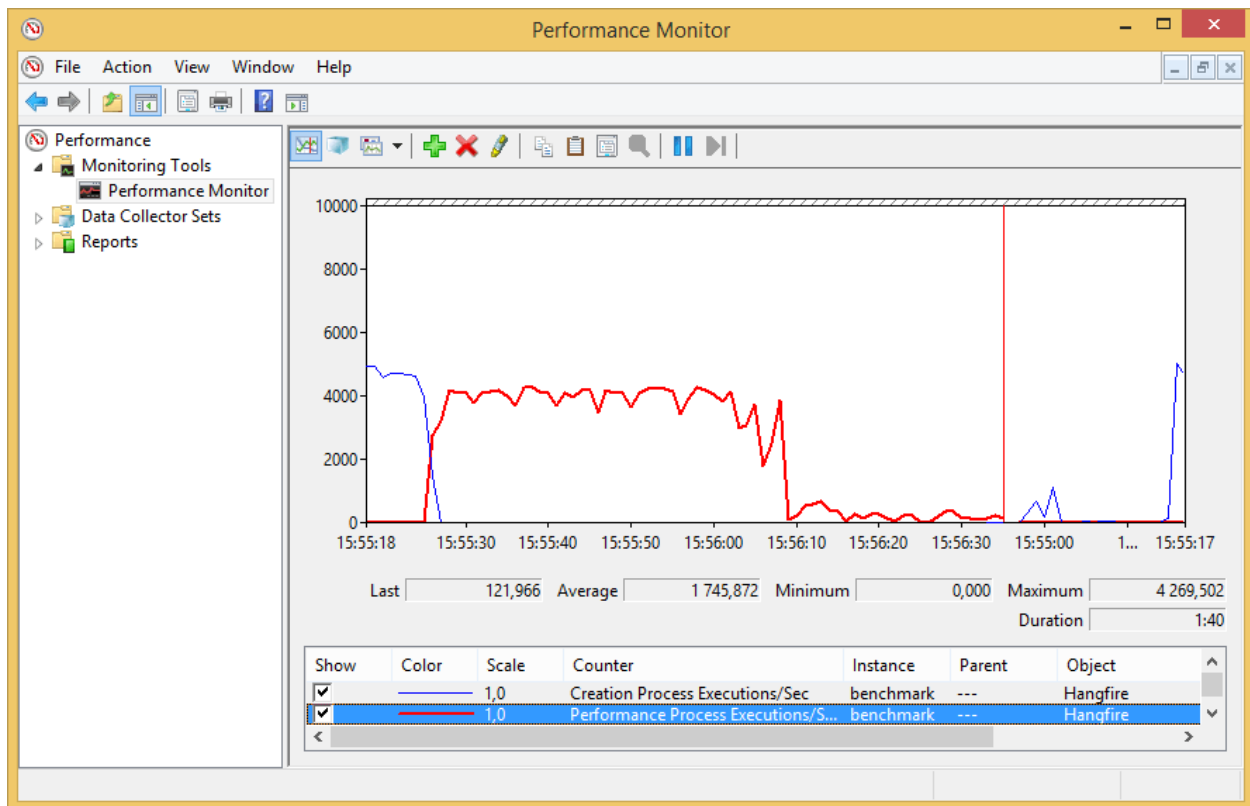 Performance Monitor
File Action View Window Help
Performance
Monitoring Tools
Performance Monitor
Data Collector Sets
Reports
10000
8000
6000
4000
2000
0
15:55:18 15:55:30 15:55:40 15:55:50 15:56:00 15:56:10 15:56:20 15:56:30 15:55:00 1... 15:55:17
Last 121,966 Average 1 745,872 Minimum 0,000 Maximum 4 269,502
Duration 1:40
Show Color Scale Counter Instance Parent Object
1,0 Creation Process Executions/Sec benchmark --- Hangfire
1,0 Performance Process Executions/S... benchmark --- Hangfire